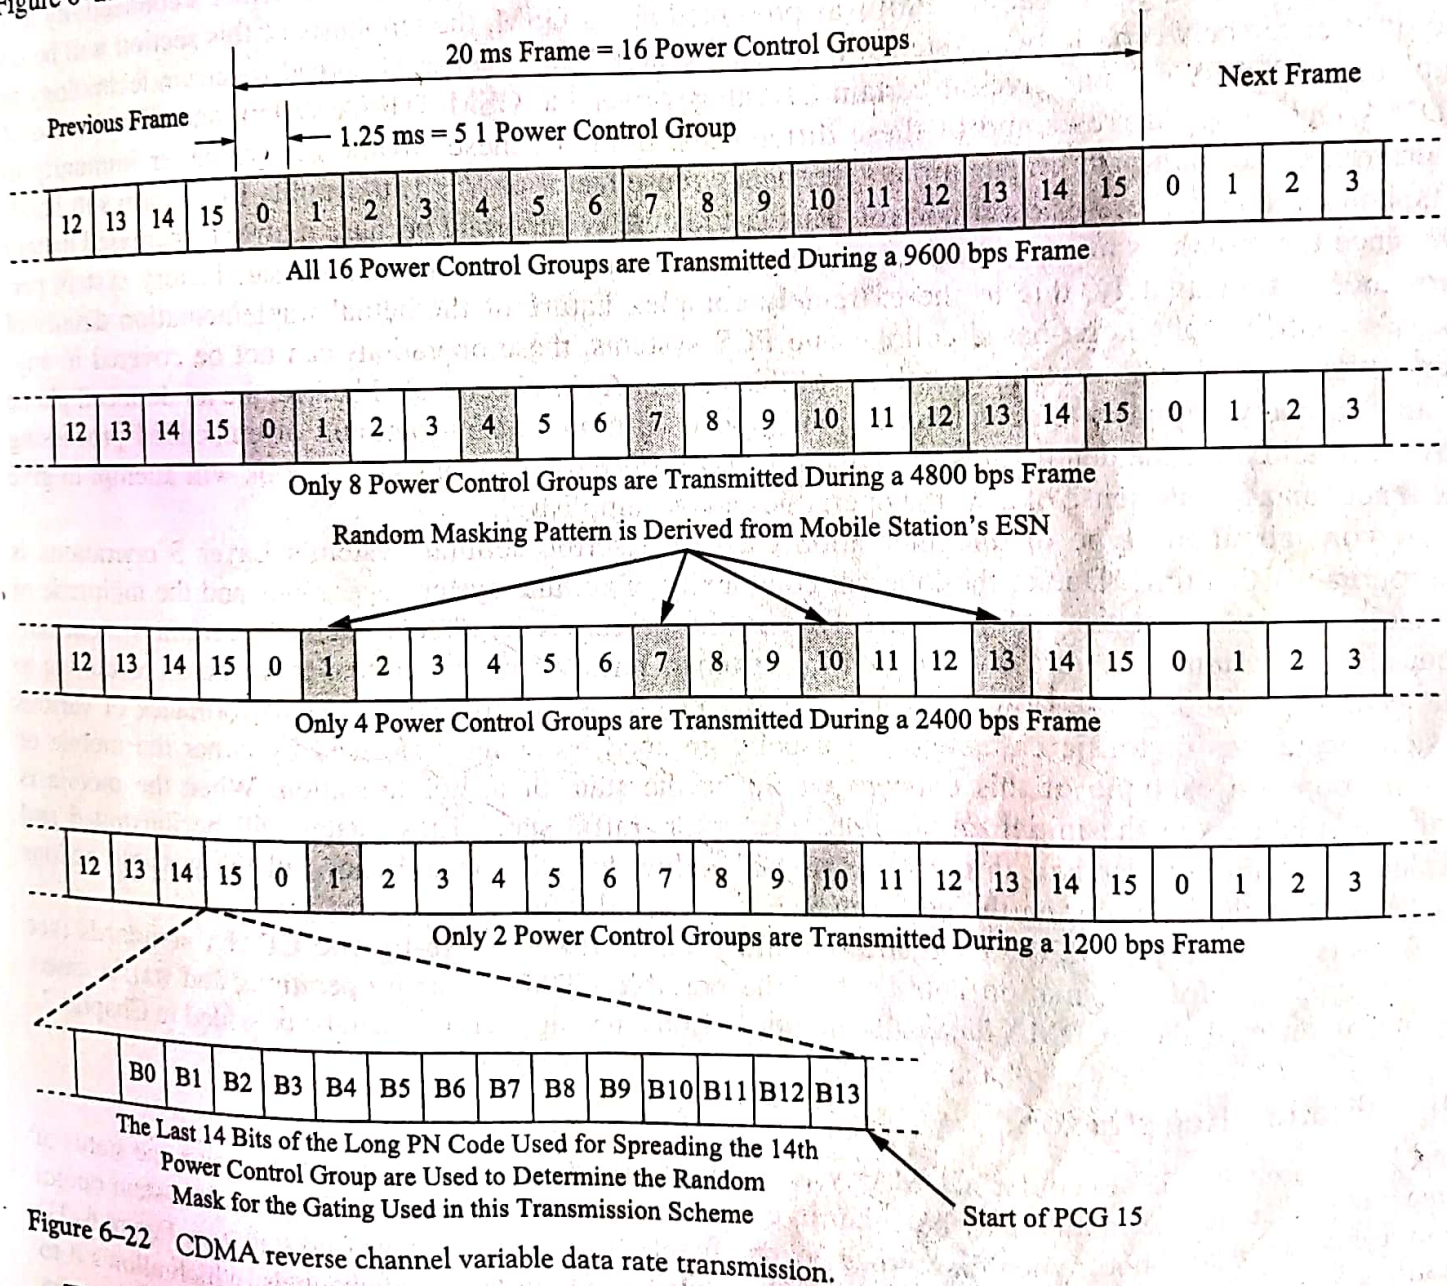 20 ms Frame = 16 Power Control Groups
Next Frame
Previous Frame
1.25 ms = 5 1 Power Control Group
12 13 14 15 0 1 2 3 4 5 6 7 8 9 10 11 12 13 14 15 0 1 2 3
All 16 Power Control Groups are Transmitted During a 9600 bps Frame
12 13 14 15 0 1 2 3 4 5 6 7 8 9 10 11 12 13 14 15 0 1 2 3
Only 8 Power Control Groups are Transmitted During a 4800 bps Frame
Random Masking Pattern is Derived from Mobile Station's ESN
12 13 14 15 0 1 2 3 4 5 6 7 8 9 10 11 12 13 14 15 0 1 2 3
Only 4 Power Control Groups are Transmitted During a 2400 bps Frame
12 13 14 15 0 1 2 3 4 5 6 7 8 9 10 11 12 13 14 15 0 1 2 3
Only 2 Power Control Groups are Transmitted During a 1200 bps Frame
B0 B1 B2 B3 B4 B5 B6 B7 B8 B9 B10 B11 B12 B13
The Last 14 Bits of the Long PN Code Used for Spreading the 14th
Power Control Group are Used to Determine the Random
Mask for the Gating Used in this Transmission Scheme
Start of PCG 15
Figure 6–22 CDMA reverse channel variable data rate transmission.